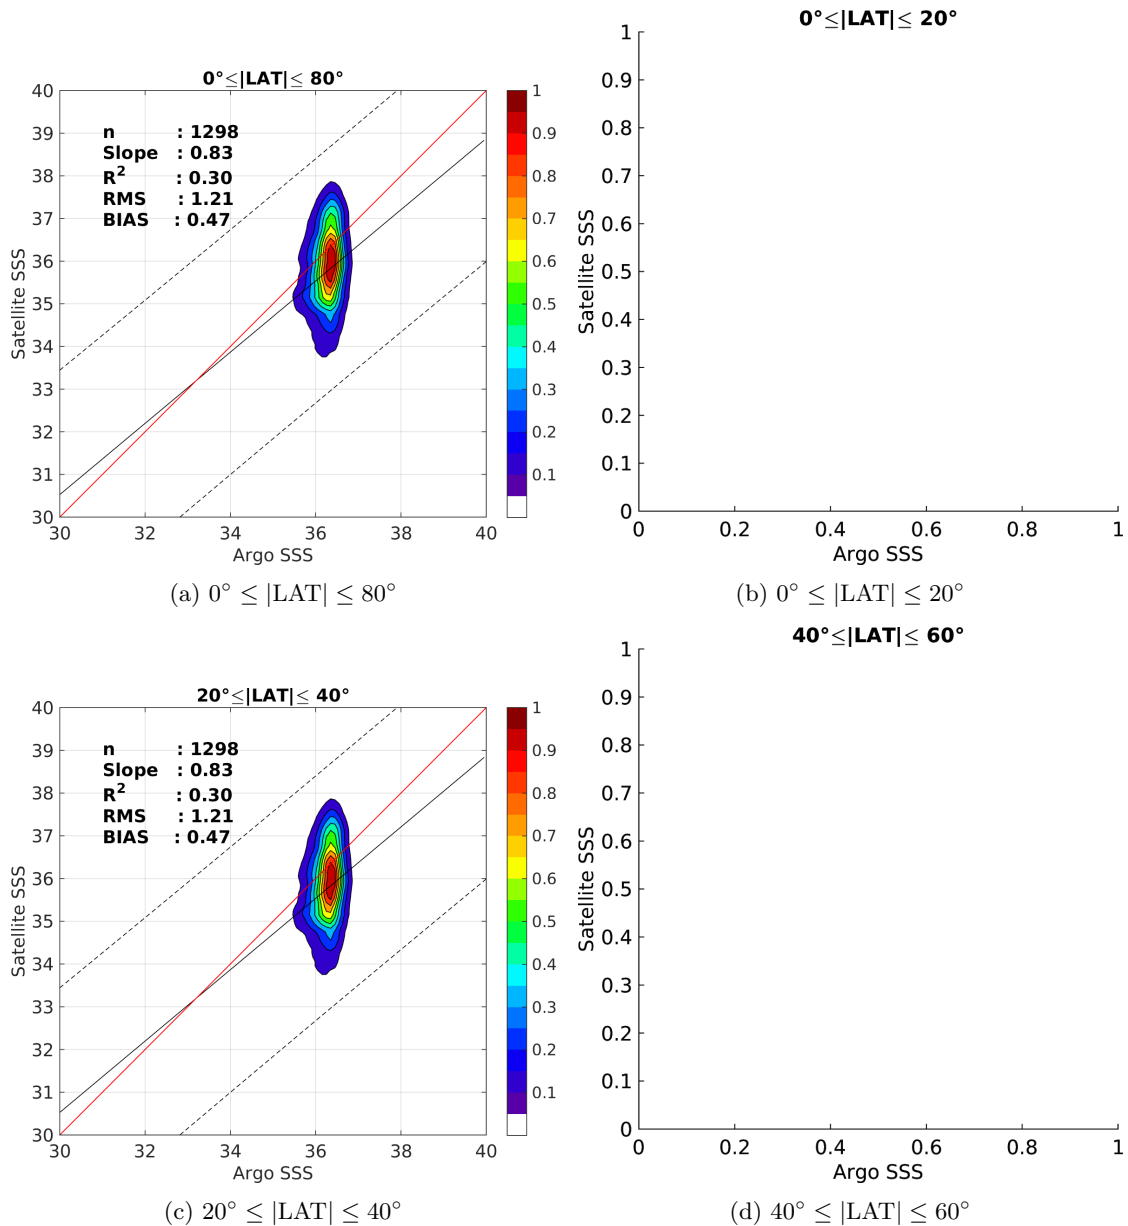 0°≤|LAT|≤ 80°
40
39
38
37
36
35
34
33
32
31
30
Satellite SSS
n : 1298
Slope : 0.83
R² : 0.30
RMS : 1.21
BIAS : 0.47
30 32 34 36 38 40
Argo SSS
1
0.9
0.8
0.7
0.6
0.5
0.4
0.3
0.2
0.1
(a) 0° ≤ |LAT| ≤ 80°
0°≤|LAT|≤ 20°
1
0.9
0.8
0.7
0.6
0.5
0.4
0.3
0.2
0.1
0
Satellite SSS
0 0.2 0.4 0.6 0.8 1
Argo SSS
(b) 0° ≤ |LAT| ≤ 20°
20°≤|LAT|≤ 40°
40
39
38
37
36
35
34
33
32
31
30
Satellite SSS
n : 1298
Slope : 0.83
R² : 0.30
RMS : 1.21
BIAS : 0.47
30 32 34 36 38 40
Argo SSS
1
0.9
0.8
0.7
0.6
0.5
0.4
0.3
0.2
0.1
(c) 20° ≤ |LAT| ≤ 40°
40°≤|LAT|≤ 60°
1
0.9
0.8
0.7
0.6
0.5
0.4
0.3
0.2
0.1
0
Satellite SSS
0 0.2 0.4 0.6 0.8 1
Argo SSS
(d) 40° ≤ |LAT| ≤ 60°